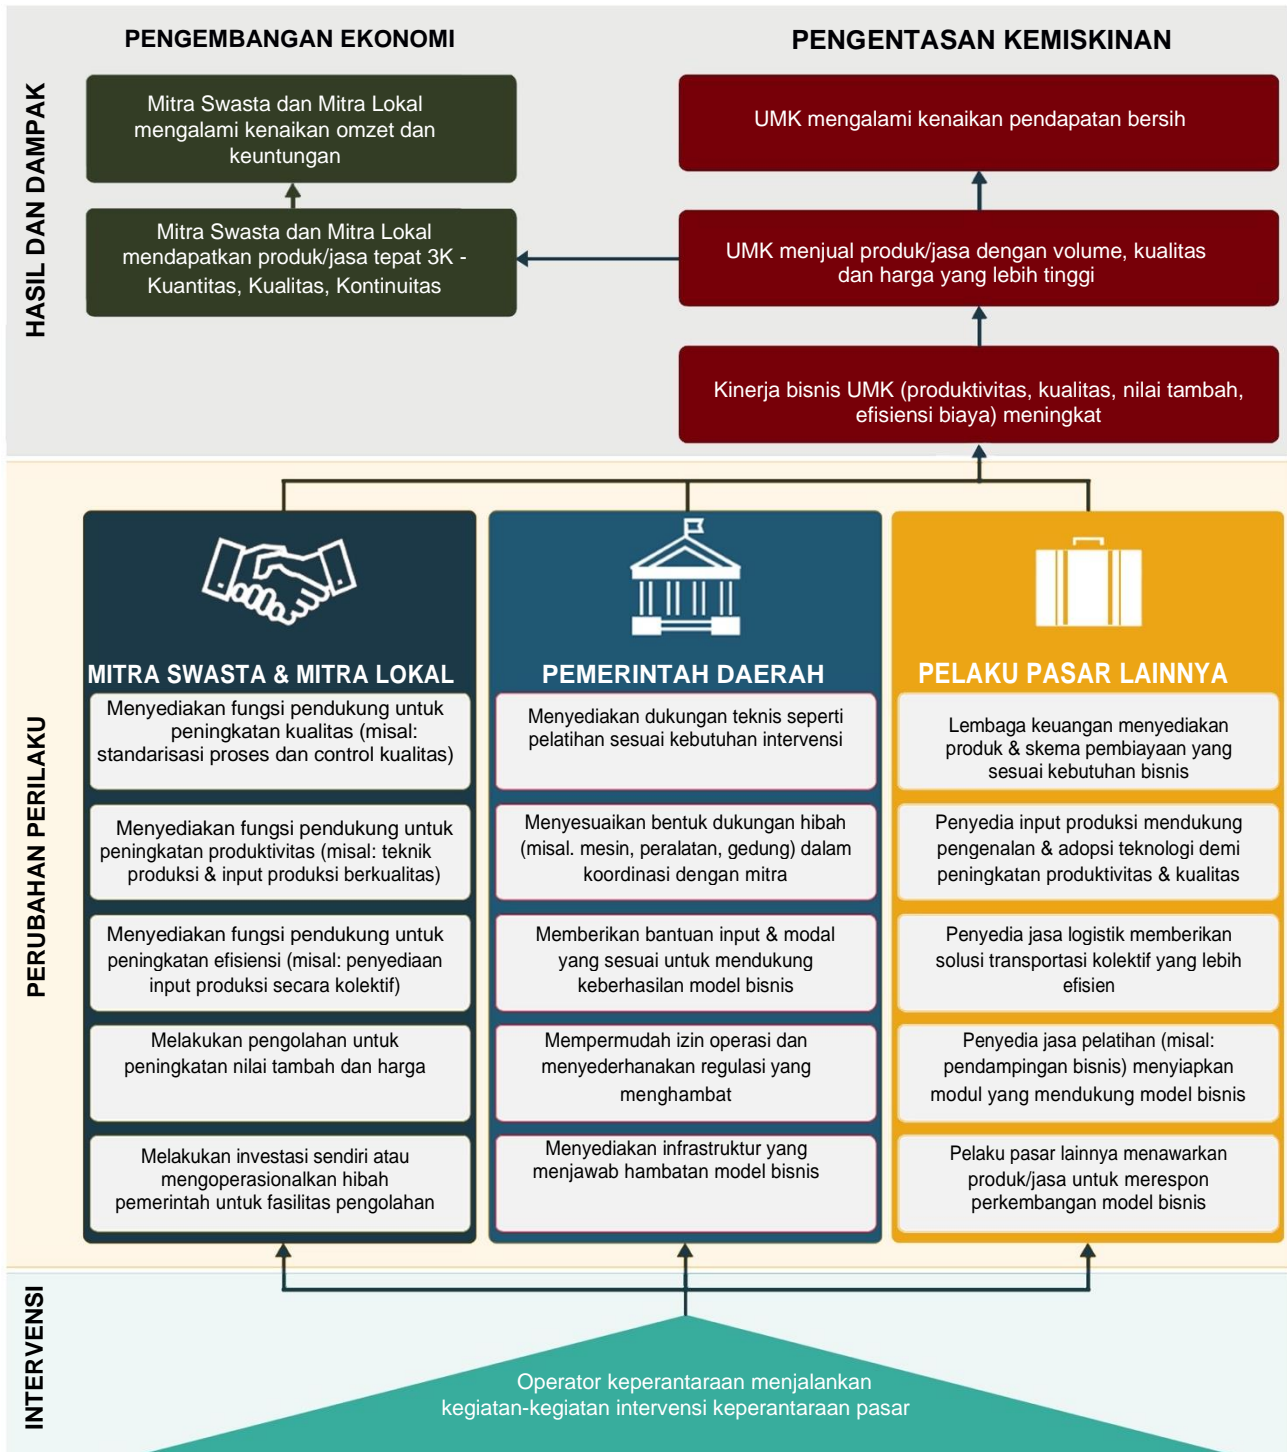 HASIL DAN DAMPAK
PENGEMBANGAN EKONOMI
Mitra Swasta dan Mitra Lokal
mengalami kenaikan omzet dan
keuntungan
Mitra Swasta dan Mitra Lokal
mendapatkan produk/jasa tepat 3K -
Kuantitas, Kualitas, Kontinuitas
PENGENTASAN KEMISKINAN
UMK mengalami kenaikan pendapatan bersih
UMK menjual produk/jasa dengan volume, kualitas
dan harga yang lebih tinggi
Kinerja bisnis UMK (produktivitas, kualitas, nilai tambah,
efisiensi biaya) meningkat
PERUBAHAN PERILAKU
MITRA SWASTA & MITRA LOKAL
Menyediakan fungsi pendukung untuk
peningkatan kualitas (misal:
standarisasi proses dan control kualitas)
Menyediakan fungsi pendukung untuk
peningkatan produktivitas (misal: teknik
produksi & input produksi berkualitas)
Menyediakan fungsi pendukung untuk
peningkatan efisiensi (misal: penyediaan
input produksi secara kolektif)
Melakukan pengolahan untuk
peningkatan nilai tambah dan harga
Melakukan investasi sendiri atau
mengoperasionalkan hibah
pemerintah untuk fasilitas pengolahan
PEMERINTAH DAERAH
Menyediakan dukungan teknis seperti
pelatihan sesuai kebutuhan intervensi
Menyesuaikan bentuk dukungan hibah
(misal. mesin, peralatan, gedung) dalam
koordinasi dengan mitra
Memberikan bantuan input & modal
yang sesuai untuk mendukung
keberhasilan model bisnis
Mempermudah izin operasi dan
menyederhanakan regulasi yang
menghambat
Menyediakan infrastruktur yang
menjawab hambatan model bisnis
PELAKU PASAR LAINNYA
Lembaga keuangan menyediakan
produk & skema pembiayaan yang
sesuai kebutuhan bisnis
Penyedia input produksi mendukung
pengenalan & adopsi teknologi demi
peningkatan produktivitas & kualitas
Penyedia jasa logistik memberikan
solusi transportasi kolektif yang lebih
efisien
Penyedia jasa pelatihan (misal:
pendampingan bisnis) menyiapkan
modul yang mendukung model bisnis
Pelaku pasar lainnya menawarkan
produk/jasa untuk merespon
perkembangan model bisnis
INTERVENSI
Operator keperantaraan menjalankan
kegiatan-kegiatan intervensi keperantaraan pasar